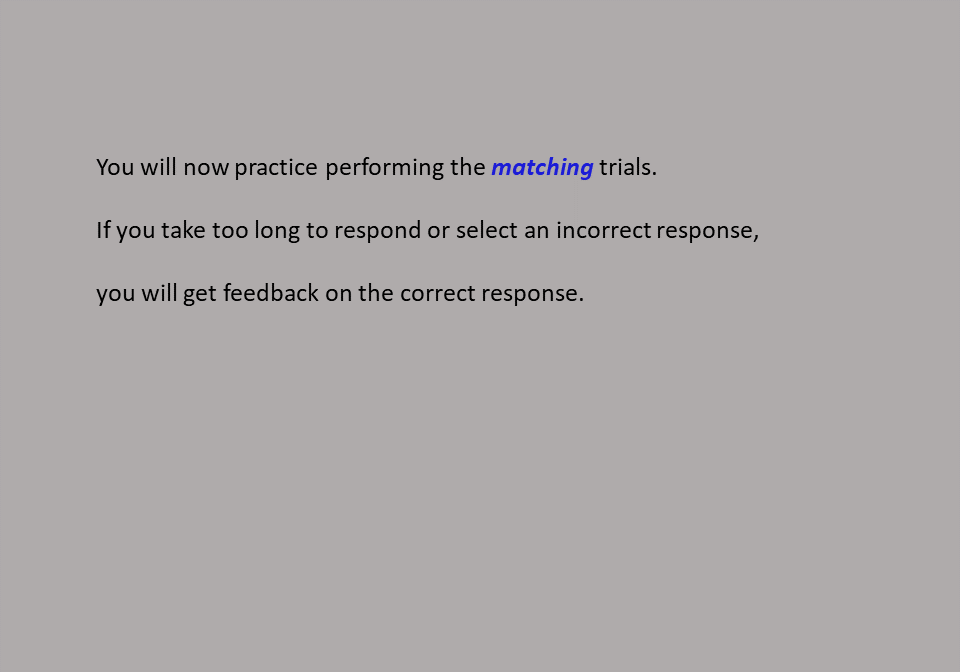 You will now practice performing the matching trials.
If you take too long to respond or select an incorrect response,
you will get feedback on the correct response.